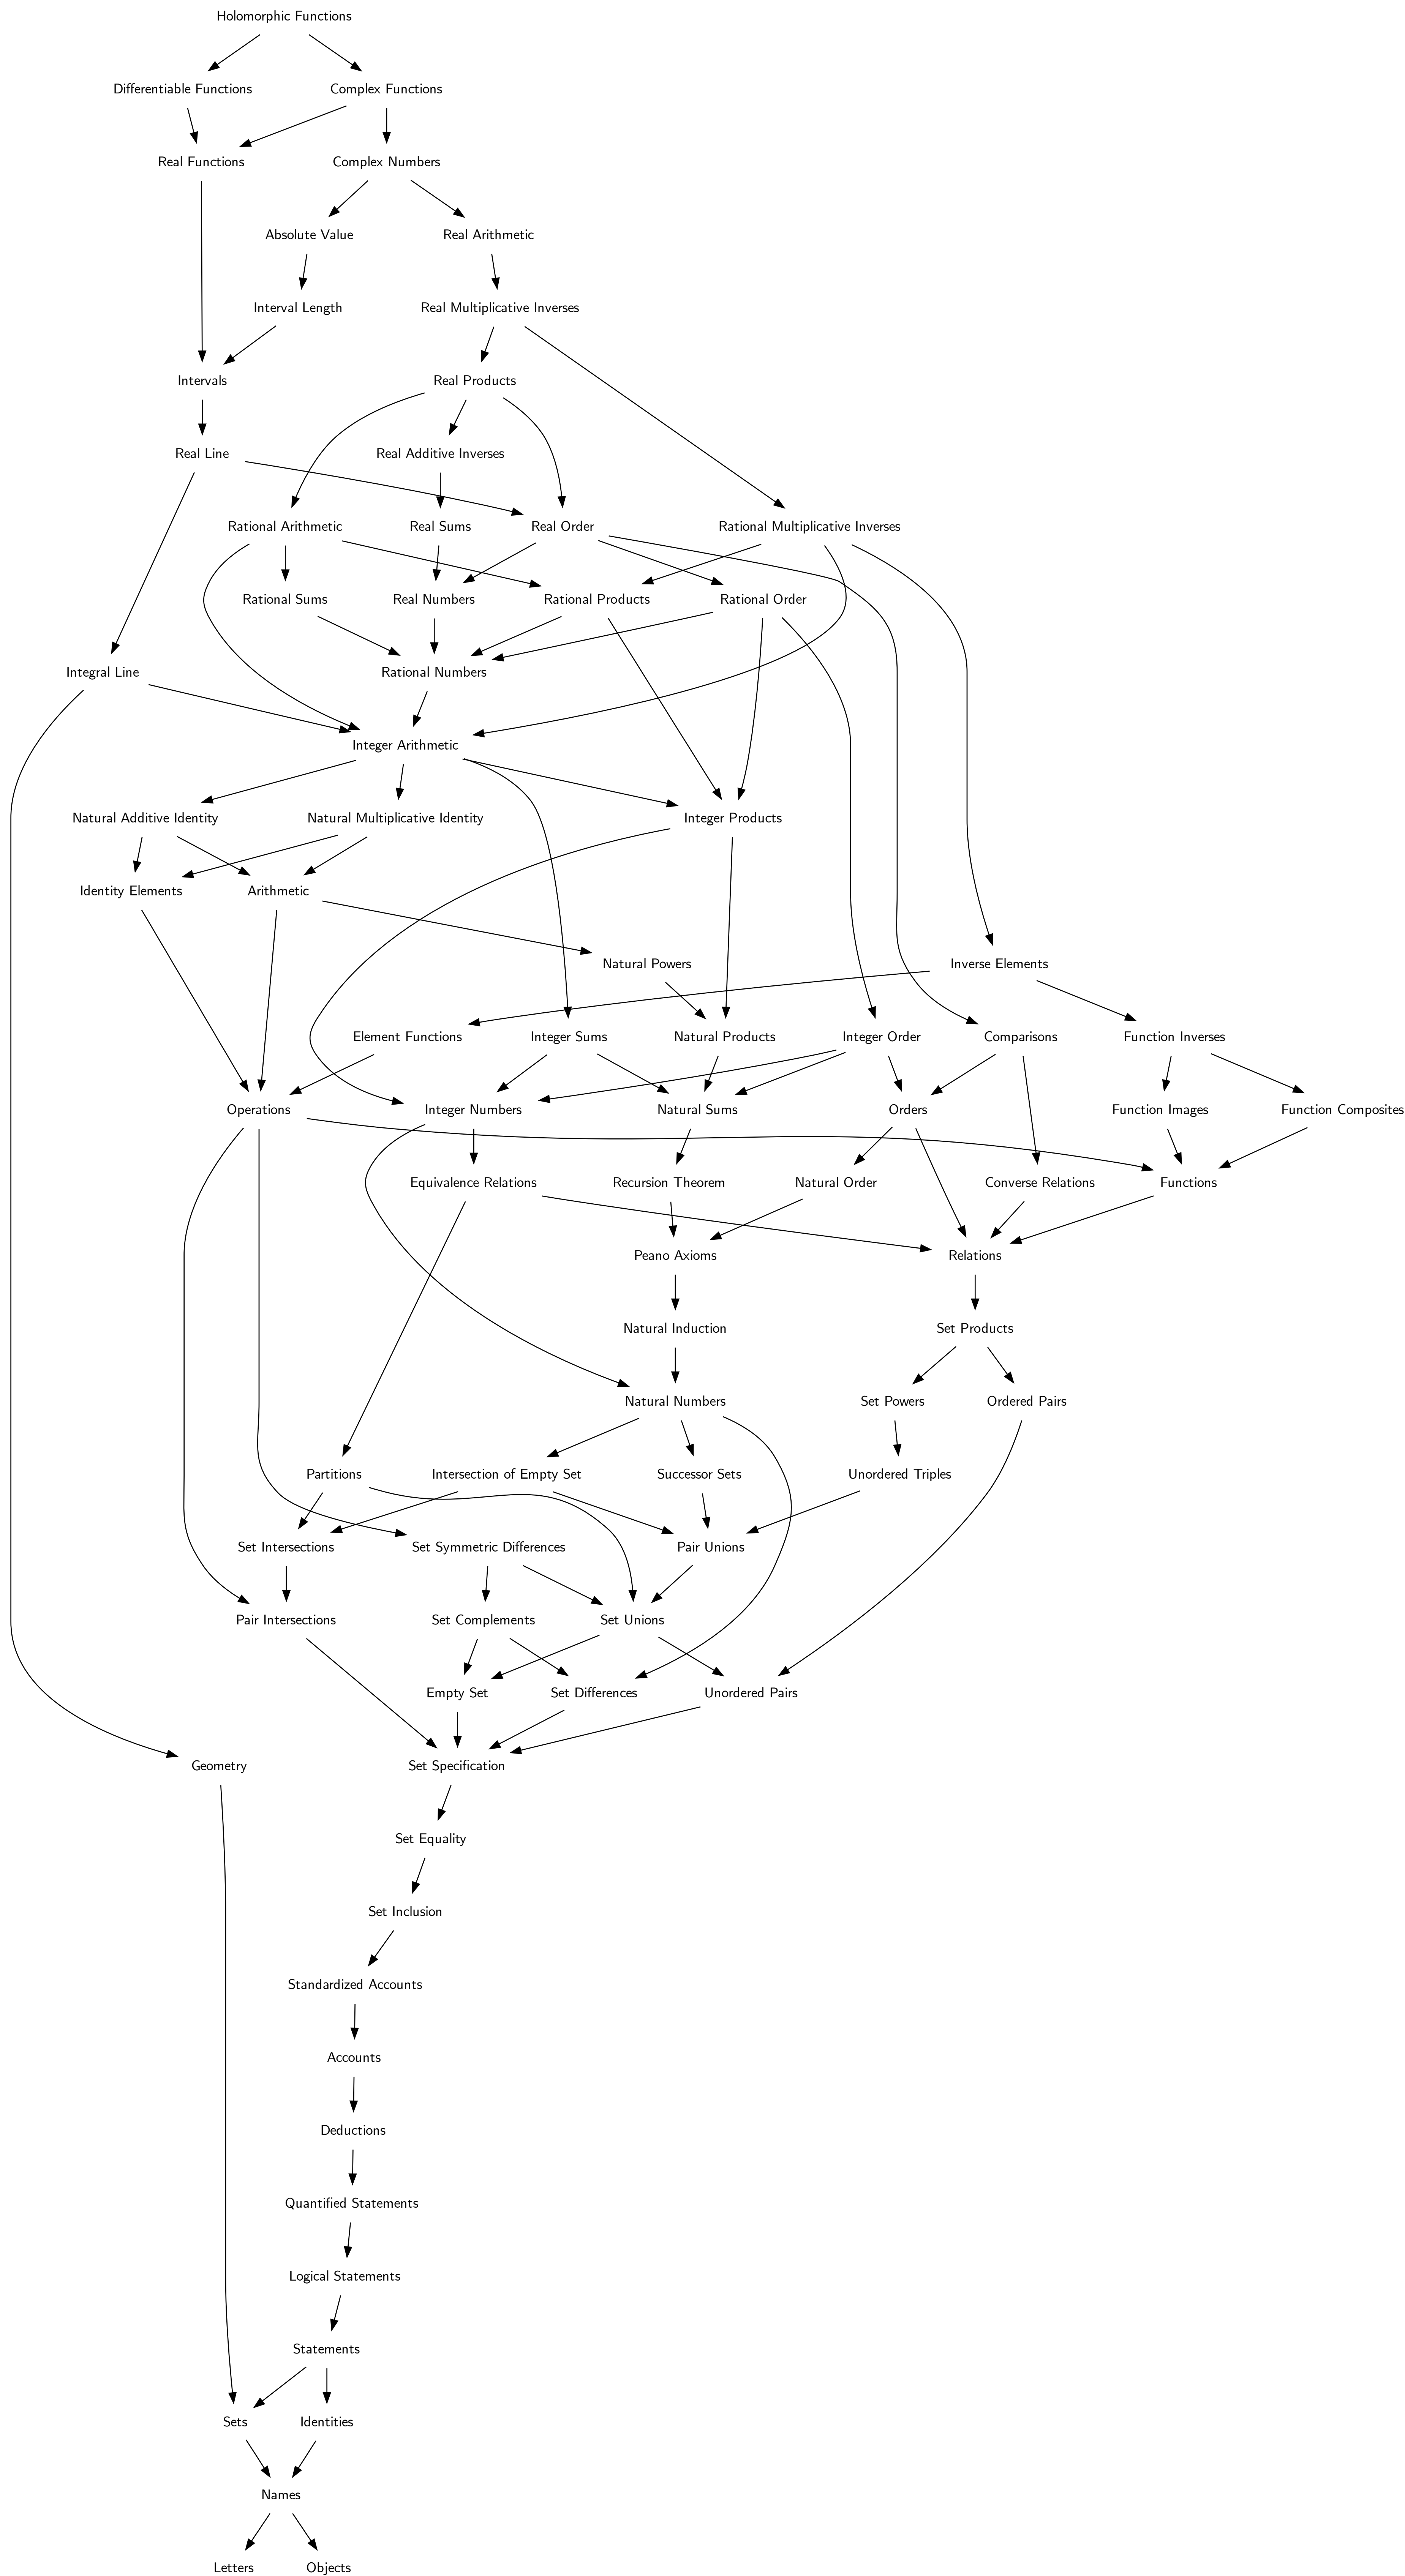 Holomorphic Functions
Differentiable Functions
Complex Functions
Real Functions
Complex Numbers
Absolute Value
Real Arithmetic
Interval Length
Real Multiplicative Inverses
Intervals
Real Products
Real Line
Real Additive Inverses
Rational Arithmetic
Real Sums
Real Order
Rational Multiplicative Inverses
Rational Sums
Real Numbers
Rational Products
Rational Order
Integral Line
Rational Numbers
Integer Arithmetic
Natural Additive Identity
Natural Multiplicative Identity
Integer Products
Identity Elements
Arithmetic
Natural Powers
Inverse Elements
Element Functions
Integer Sums
Natural Products
Integer Order
Comparisons
Function Inverses
Operations
Integer Numbers
Natural Sums
Orders
Function Images
Function Composites
Equivalence Relations
Recursion Theorem
Natural Order
Converse Relations
Functions
Peano Axioms
Relations
Natural Induction
Set Products
Natural Numbers
Set Powers
Ordered Pairs
Partitions
Intersection of Empty Set
Successor Sets
Unordered Triples
Set Intersections
Set Symmetric Differences
Pair Unions
Pair Intersections
Set Complements
Set Unions
Empty Set
Set Differences
Unordered Pairs
Geometry
Set Specification
Set Equality
Set Inclusion
Standardized Accounts
Accounts
Deductions
Quantified Statements
Logical Statements
Statements
Sets
Identities
Names
Letters
Objects